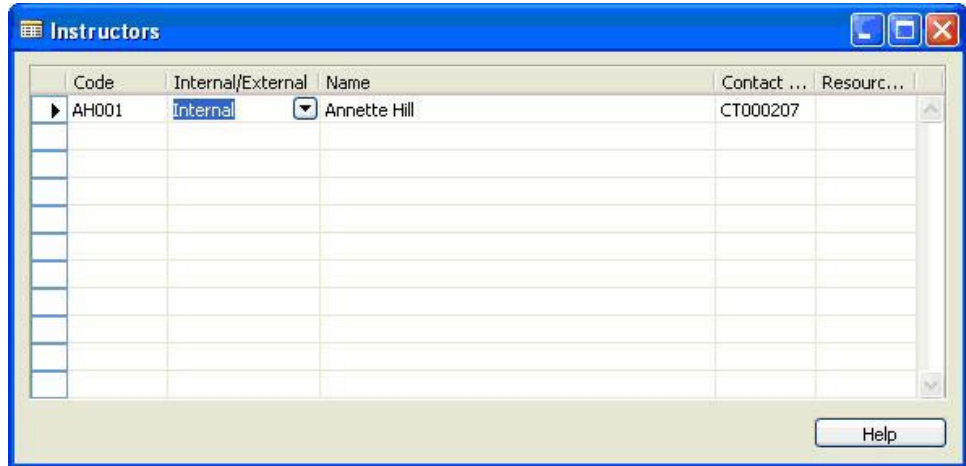 Instructors
Code Internal/External Name Contact ... Resourc...
AH001 Internal Annette Hill CT000207
Help